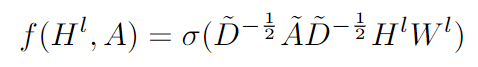 f(H^l, A) = σ(D̃^{-1/2} Ã D̃^{-1/2} H^l W^l)